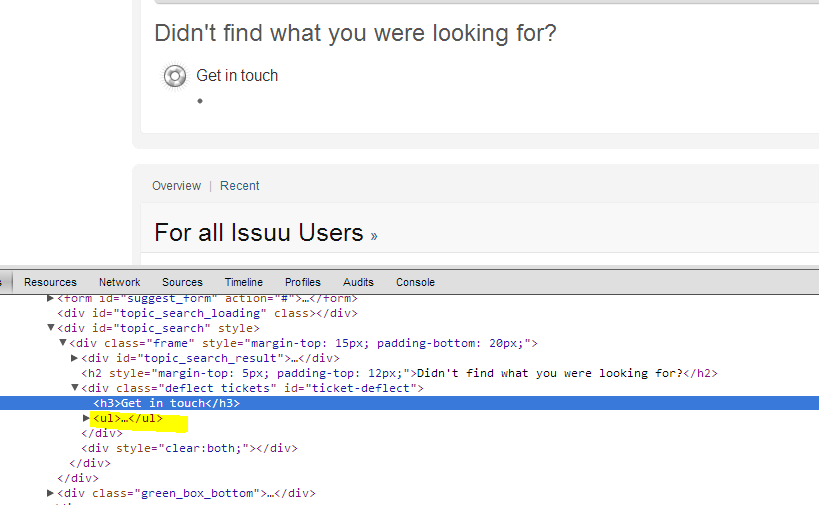 Didn't find what you were looking for?
Get in touch
•
Overview | Recent
For all Issuu Users »
s Resources Network Sources Timeline Profiles Audits Console
▶<form id="suggest_form" action="#">…</form>
<div id="topic_search_loading" class></div>
▼<div id="topic_search" style>
▼<div class="frame" style="margin-top: 15px; padding-bottom: 20px;">
▶<div id="topic_search_result">…</div>
<h2 style="margin-top: 5px; padding-top: 12px;">Didn't find what you were looking for?</h2>
▼<div class="deflect tickets" id="ticket-deflect">
<h3>Get in touch</h3>
▶<ul>…</ul>
</div>
<div style="clear:both;"></div>
</div>
</div>
▶<div class="green_box_bottom">…</div>